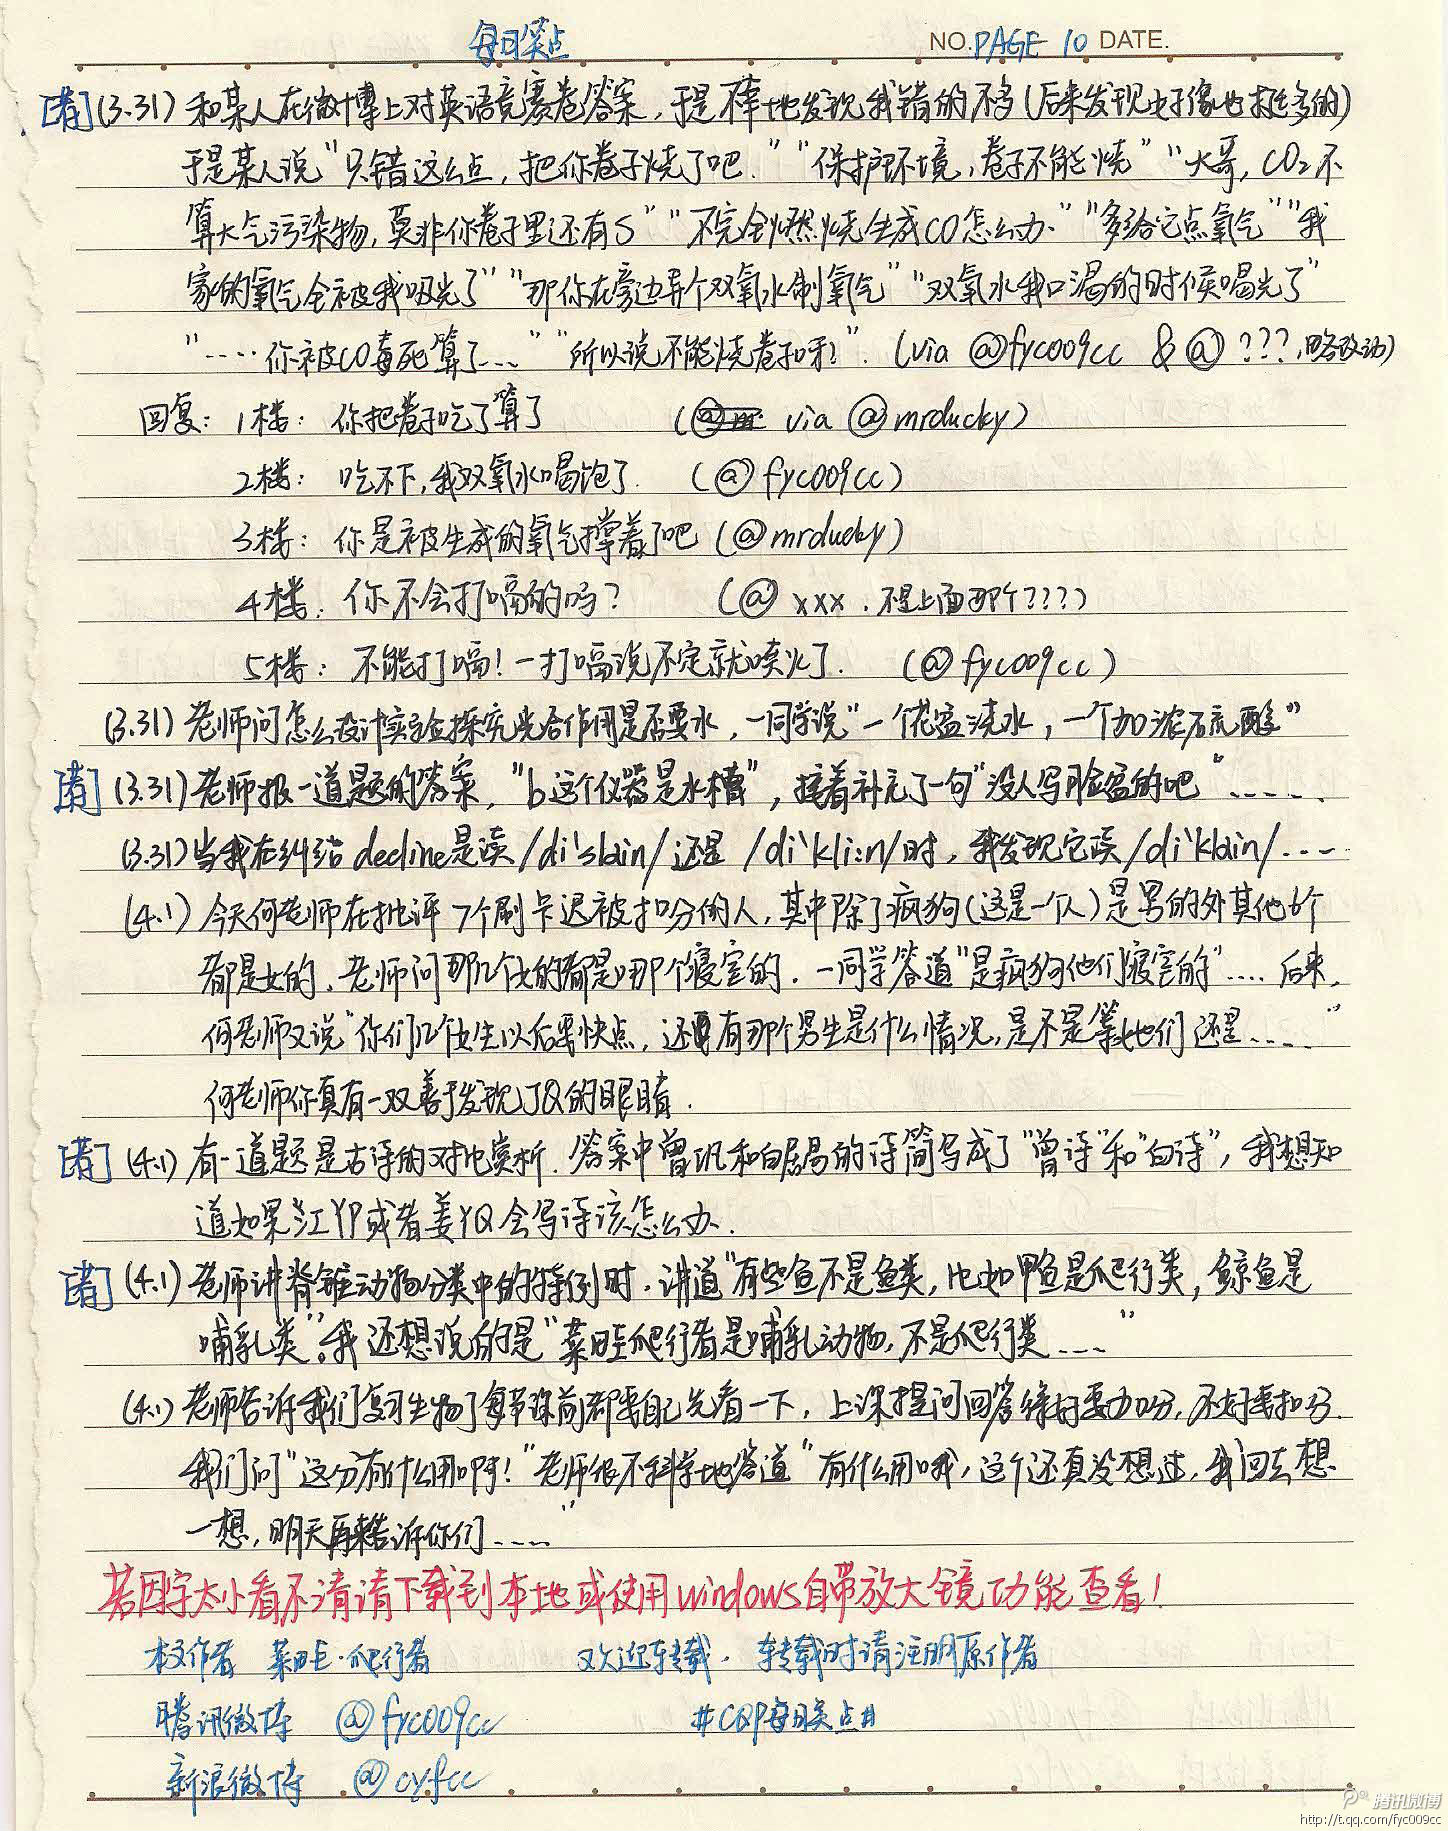 每日笑点 NO. PAGE 10 DATE.
[荐](3.31) 和某人在微博上对英语竞赛卷答案,于是悲地发现我错的不多(后来发现好像也挺多的)
于是某人说"只错这么点,把你卷子烧了吧." "保护环境,卷子不能烧" "大哥,CO₂不
算大气污染物,莫非你卷子里还有S" "不完全燃烧生成CO怎么办" "多给它点氧气" "我
家的氧气全被我吸光了" "那你在旁边弄个双氧水制氧气" "双氧水我口渴的时候喝光了"
"……你被CO毒死算了……" "所以说不能烧卷子呀?". (via @fyc009cc & @???,略改动)
回复: 1楼: 你把卷子吃了算了 (via @mrducky)
2楼: 吃不下,我双氧水喝饱了. (@fyc009cc)
3楼: 你是被生成的氧气撑着了吧 (@mrducky)
4楼: 你不会打嗝的吗? (@xxx.不是上面那个????)
5楼: 不能打嗝!一打嗝说不定就喷火了. (@fyc009cc)
(3.31) 老师问怎么设计实验探究光合作用是否要水,一同学说"一个花盆浇水,一个加浓硫酸"
[荐](3.31) 老师报一道题的答案,"b这个仪器是水槽",接着补充了一句"没人写脸盆的吧"……
(3.31) 当我在纠结decline是读/di'slain/还是/di'kli:n/时,我发现它读/di'klain/……
(4.1) 今天何老师在批评7个刷卡迟被扣分的人,其中除了疯狗(这是一个人)是男的外其他6个
都是女的,老师问那几个女的都是哪个寝室的.一同学答道"是疯狗他们寝室的"……后来,
何老师又说"你们几个女生以后要快点,还有那个男生是什么情况,是不是等她们还是……"
何老师你真有一双善于发现JQ的眼睛.
[荐](4.1) 有一道题是古诗的对比赏析.答案中曾巩和白居易的诗简写成了"曾诗"和"白诗",我想知
道如果江YP或者姜YQ会写诗该怎么办.
[荐](4.1) 老师讲脊椎动物分类中的特例时.讲道"有些鱼不是鱼类,比如甲鱼是爬行类,鲸鱼是
哺乳类".我还想说的是"菜田E爬行者是哺乳动物,不是爬行类……"
(4.1) 老师告诉我们复习生物了每节课前都要自己先看一下,上课提问回答得好要加分,不好要扣分.
我们问"这分有什么用啊!"老师很不科学地答道"有什么用哦,这个还真没想过,我回去想
一想,明天再来告诉你们……"
若因字太小看不清请下载到本地或使用windows自带放大镜功能查看!
本文作者 菜田E·爬行者 欢迎转载.转载时请注明原作者
腾讯微博 @fyc009cc #CQP每日笑点#
新浪微博 @cyfcc
腾讯微博
http://t.qq.com/fyc009cc